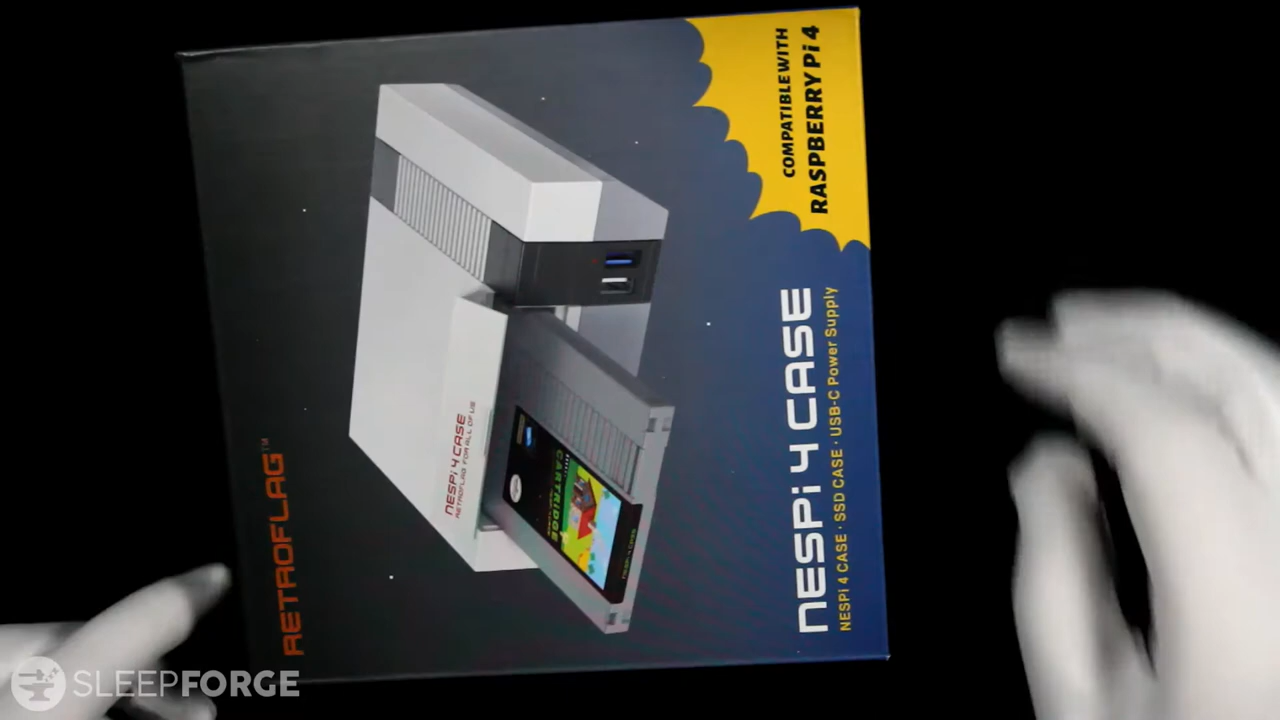 RETROFLAG™
COMPATIBLE WITH
RASPBERRY Pi 4
NESPi 4 CASE
RETROFLAG FOR ALL OF US
CARTRIDGE
NESPi 4 CASE
NESPi 4 CASE · SSD CASE · USB-C Power Supply
SLEEPFORGE